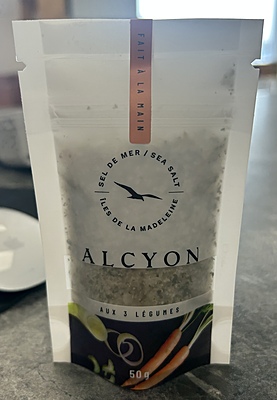 FAIT À LA MAIN
SEL DE MER / SEA SALT
ÎLES DE LA MADELEINE
ALCYON
AUX 3 LÉGUMES
50 g